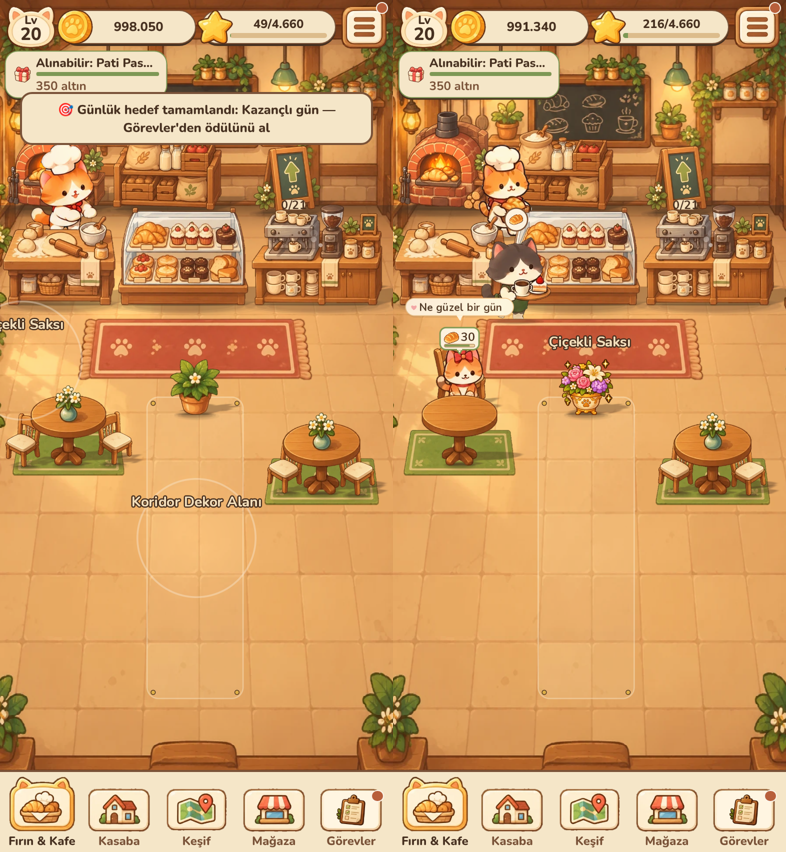 Lv
20
998.050
49/4.660
Alınabilir: Pati Pas...
350 altın
🎯 Günlük hedef tamamlandı: Kazançlı gün —
Görevler'den ödülünü al
0/21
çekli Saksı
Koridor Dekor Alanı
Fırın & Kafe
Kasaba
Keşif
Mağaza
Görevler
Lv
20
991.340
216/4.660
Alınabilir: Pati Pas...
350 altın
0/21
Ne güzel bir gün
30
Çiçekli Saksı
Fırın & Kafe
Kasaba
Keşif
Mağaza
Görevler